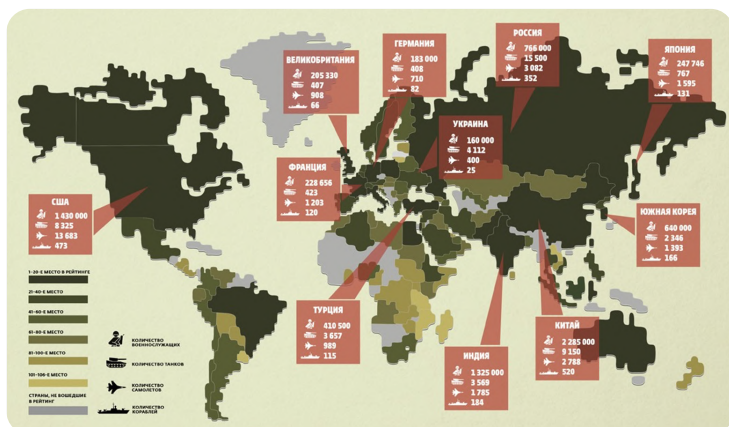 РОССИЯ
766 000
15 500
3 082
352
ГЕРМАНИЯ
183 000
408
710
82
ВЕЛИКОБРИТАНИЯ
205 330
407
908
66
ЯПОНИЯ
247 746
767
1 595
131
УКРАИНА
160 000
4 112
400
25
ФРАНЦИЯ
228 656
423
1 203
120
США
1 430 000
8 325
13 683
473
ЮЖНАЯ КОРЕЯ
640 000
2 346
1 393
166
ТУРЦИЯ
410 500
3 657
989
115
КИТАЙ
2 285 000
9 150
2 788
520
ИНДИЯ
1 325 000
3 569
1 785
184
1-20-Е МЕСТО В РЕЙТИНГЕ
21-40-Е МЕСТО
41-60-Е МЕСТО
61-80-Е МЕСТО
81-100-Е МЕСТО
101-106-Е МЕСТО
СТРАНЫ, НЕ ВОШЕДШИЕ
В РЕЙТИНГ
КОЛИЧЕСТВО
ВОЕННОСЛУЖАЩИХ
КОЛИЧЕСТВО ТАНКОВ
КОЛИЧЕСТВО
САМОЛЕТОВ
КОЛИЧЕСТВО
КОРАБЛЕЙ